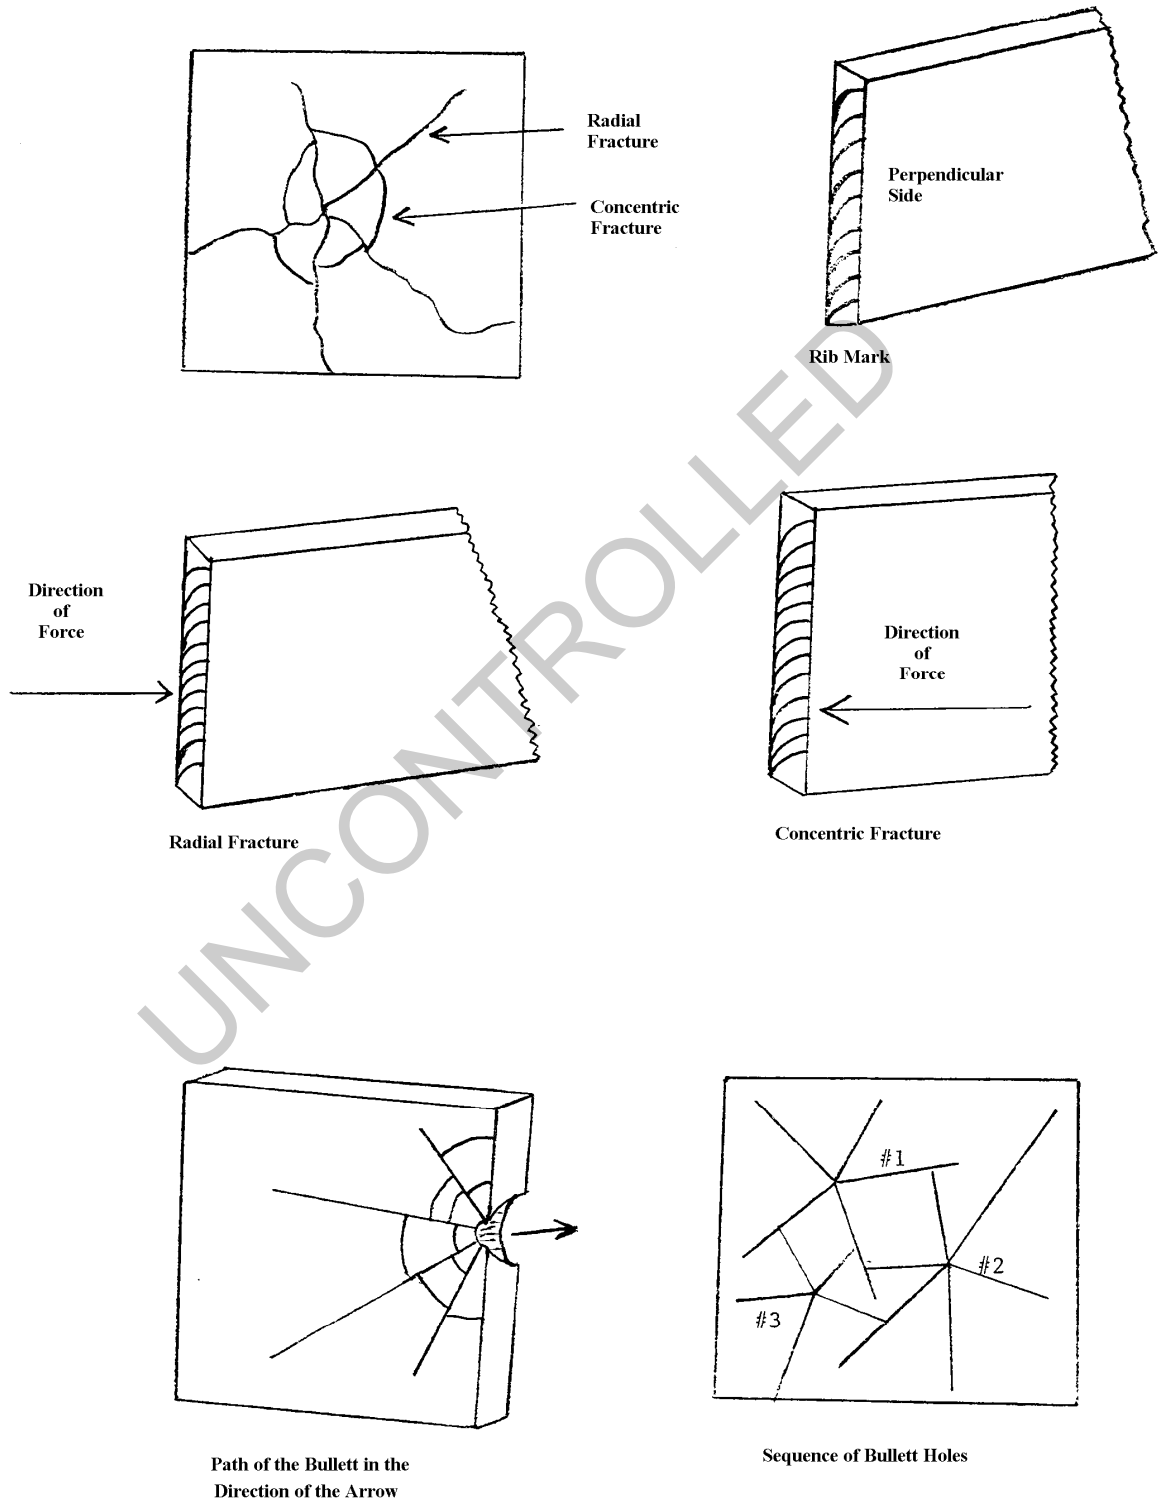 Radial
Fracture
Concentric
Fracture
Perpendicular
Side
Rib Mark
Direction
of
Force
Radial Fracture
Direction
of
Force
Concentric Fracture
UNCONTROLLED
Path of the Bullett in the
Direction of the Arrow
#1
#2
#3
Sequence of Bullett Holes